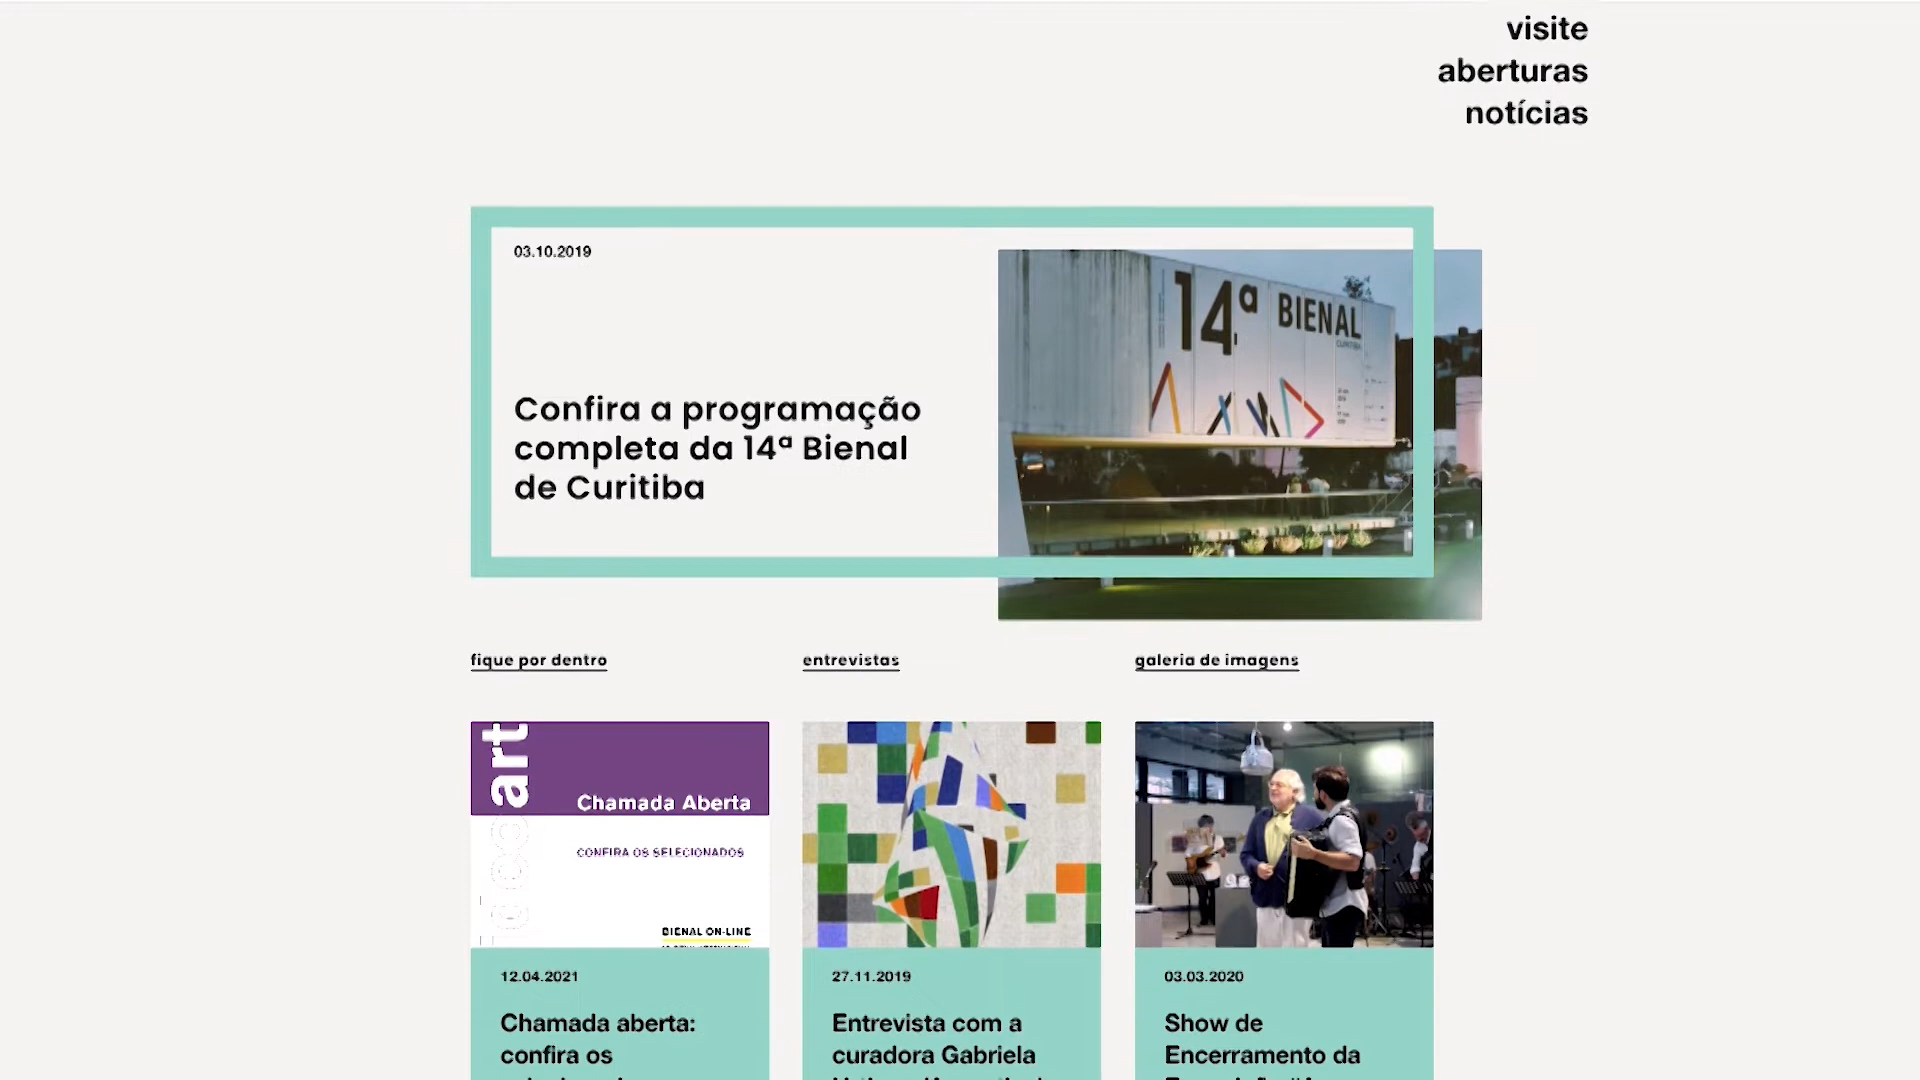 visite
aberturas
notícias
03.10.2019
Confira a programação
completa da 14ª Bienal
de Curitiba
14ª BIENAL
CURITIBA
fique por dentro
entrevistas
galeria de imagens
art
Chamada Aberta
CONFIRA OS SELECIONADOS
BIENAL ON-LINE
12.04.2021
Chamada aberta:
confira os
27.11.2019
Entrevista com a
curadora Gabriela
03.03.2020
Show de
Encerramento da